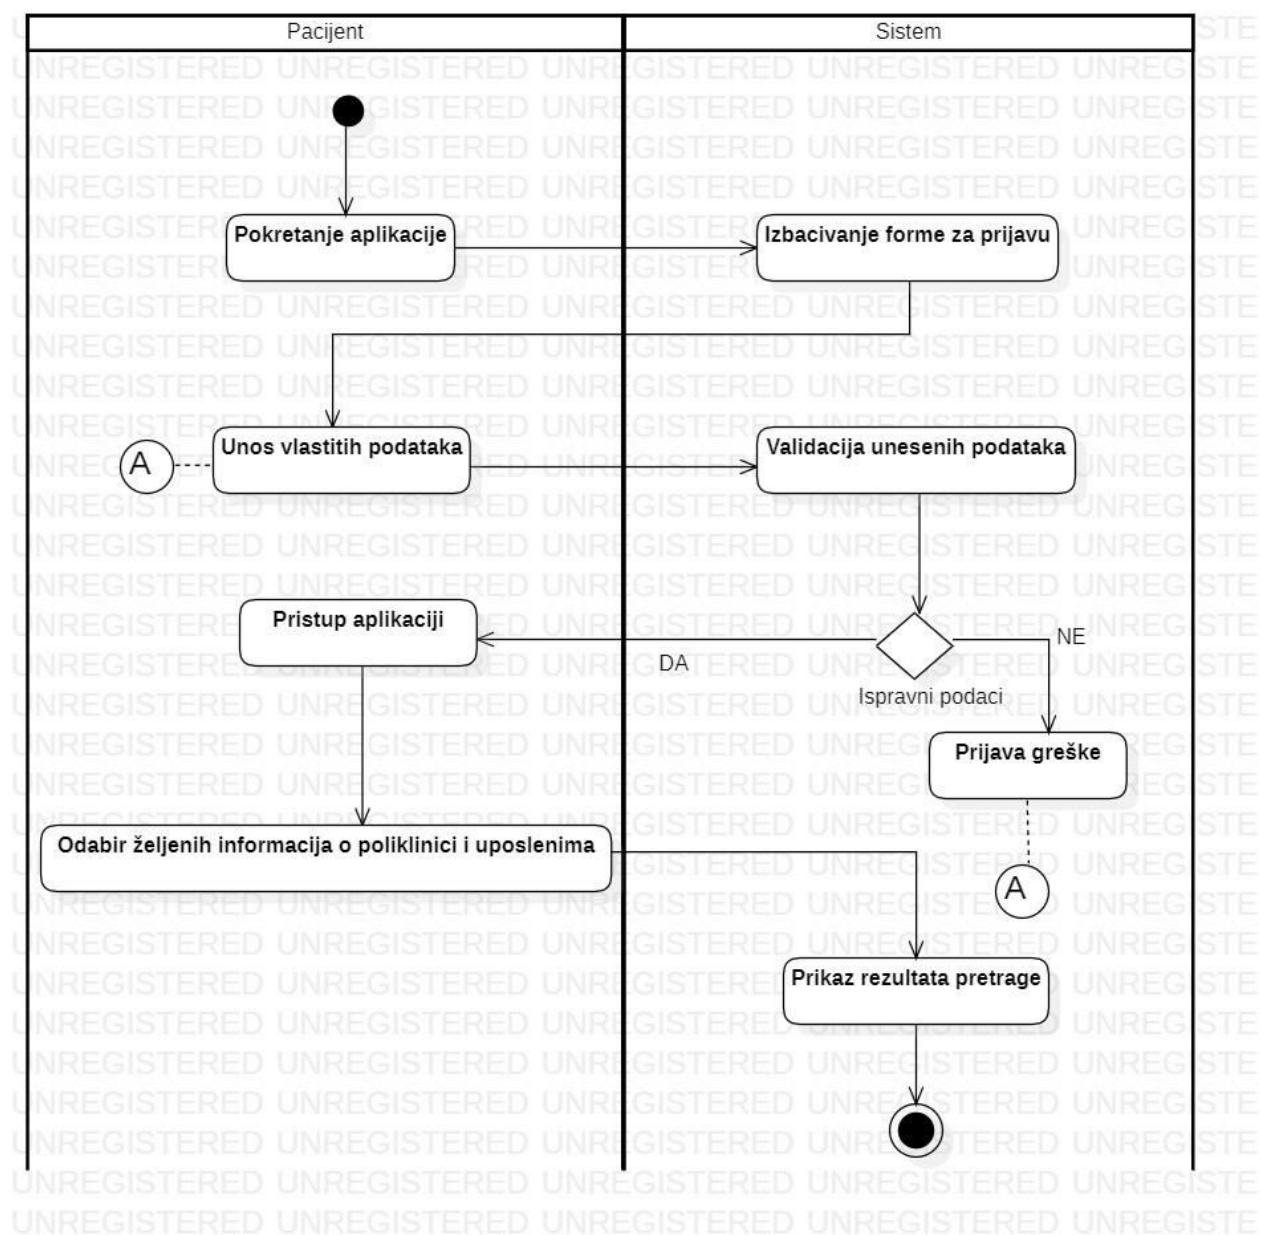 Pacijent
Sistem
Pokretanje aplikacije
Izbacivanje forme za prijavu
A
Unos vlastitih podataka
Validacija unesenih podataka
Pristup aplikaciji
DA
NE
Ispravni podaci
Prijava greške
Odabir željenih informacija o poliklinici i uposlenima
A
Prikaz rezultata pretrage
UNREGISTERED